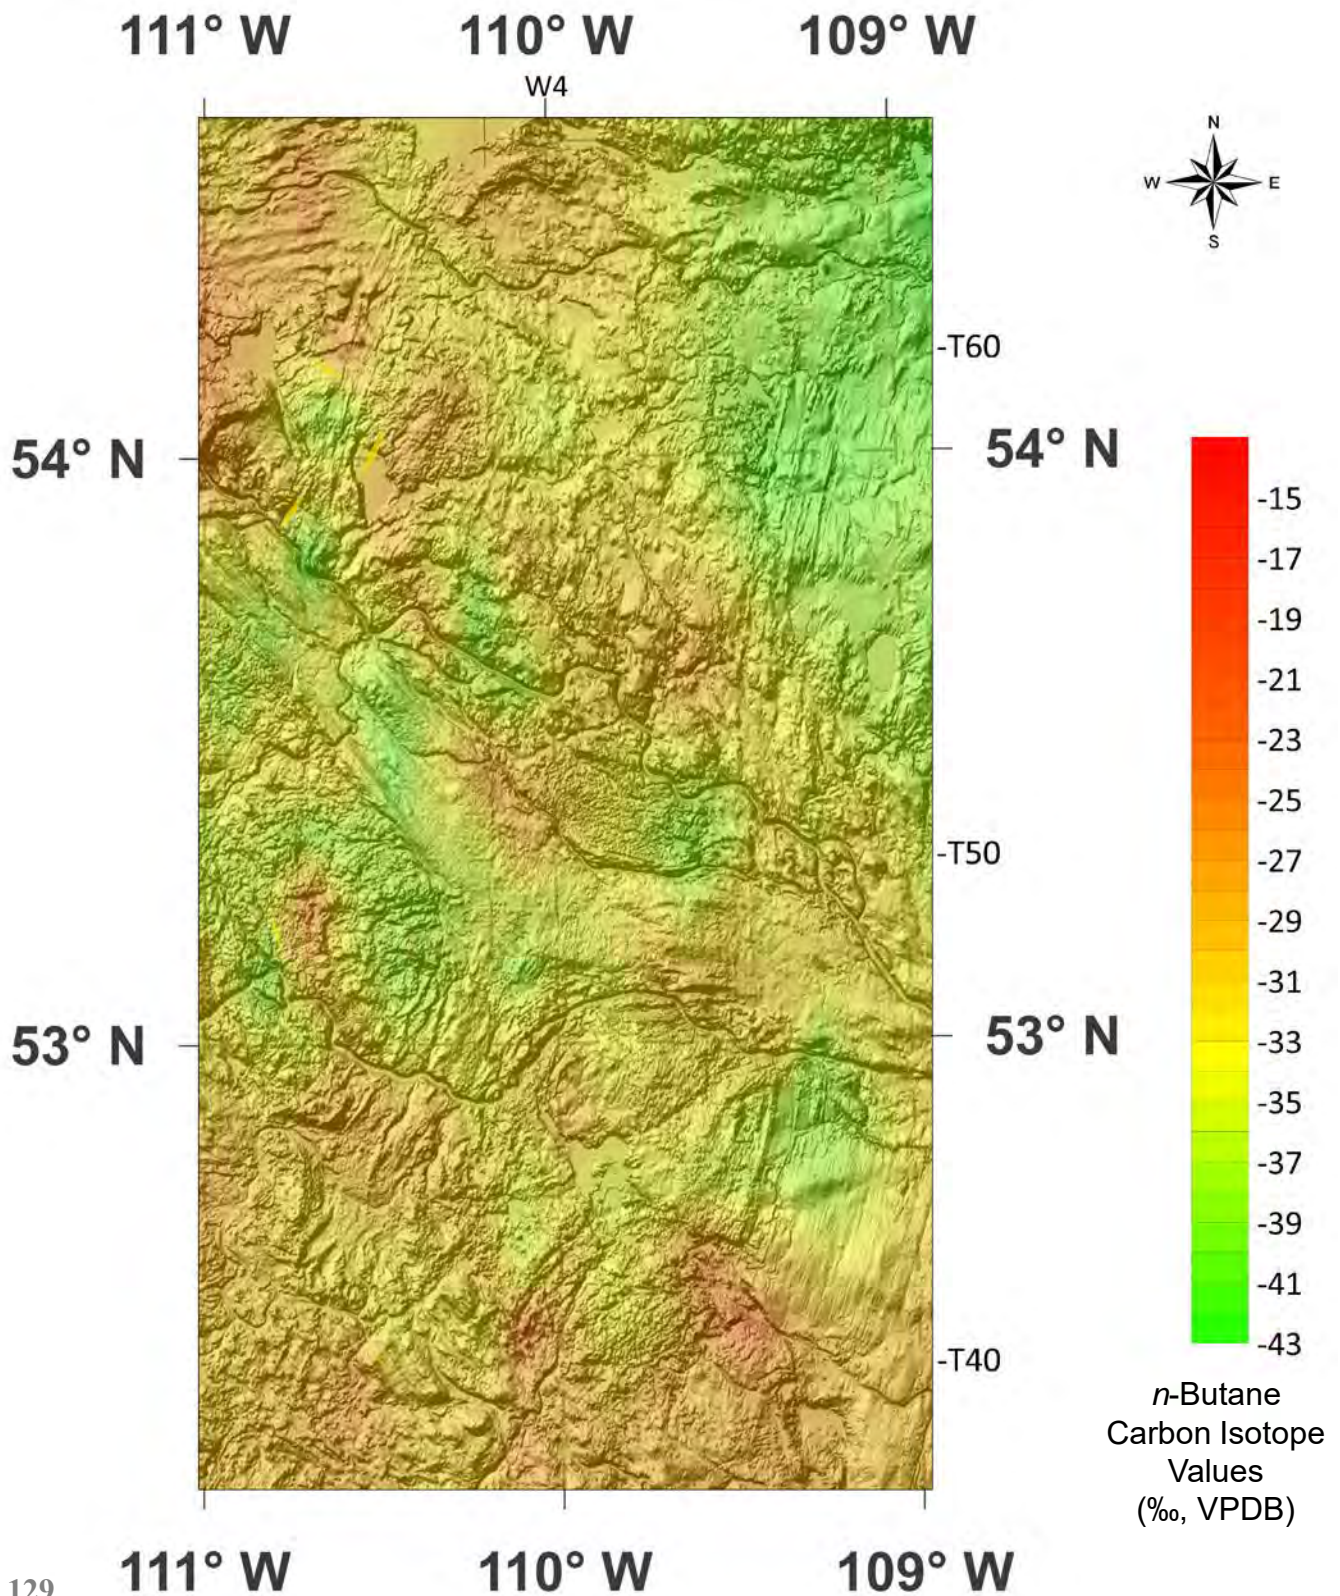 111° W 110° W 109° W
W4
N
W E
S
-T60
54° N 54° N
-15
-17
-19
-21
-23
-25
-27
-29
-31
-33
-35
-37
-39
-41
-43
-T50
53° N 53° N
-T40
n-Butane
Carbon Isotope
Values
(‰, VPDB)
111° W 110° W 109° W
129